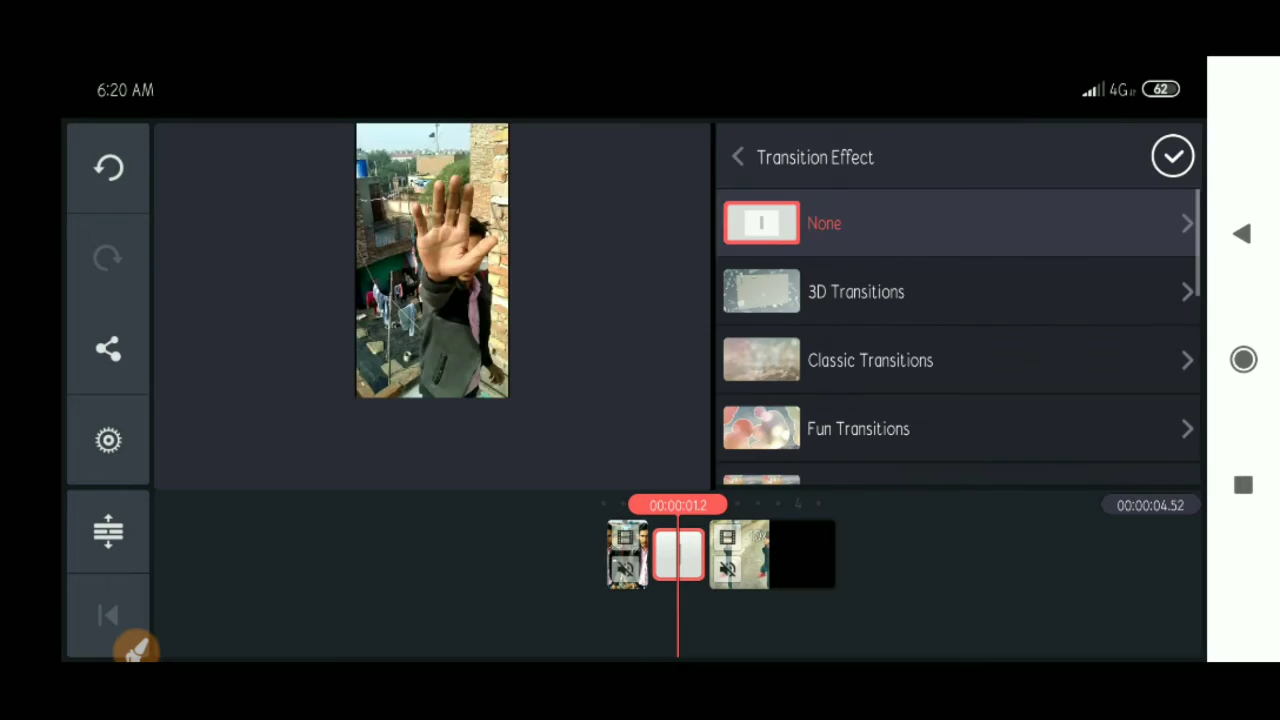 6:20 AM
4G
62
Transition Effect
None
3D Transitions
Classic Transitions
Fun Transitions
00:00:01.2
4
00:00:04.52